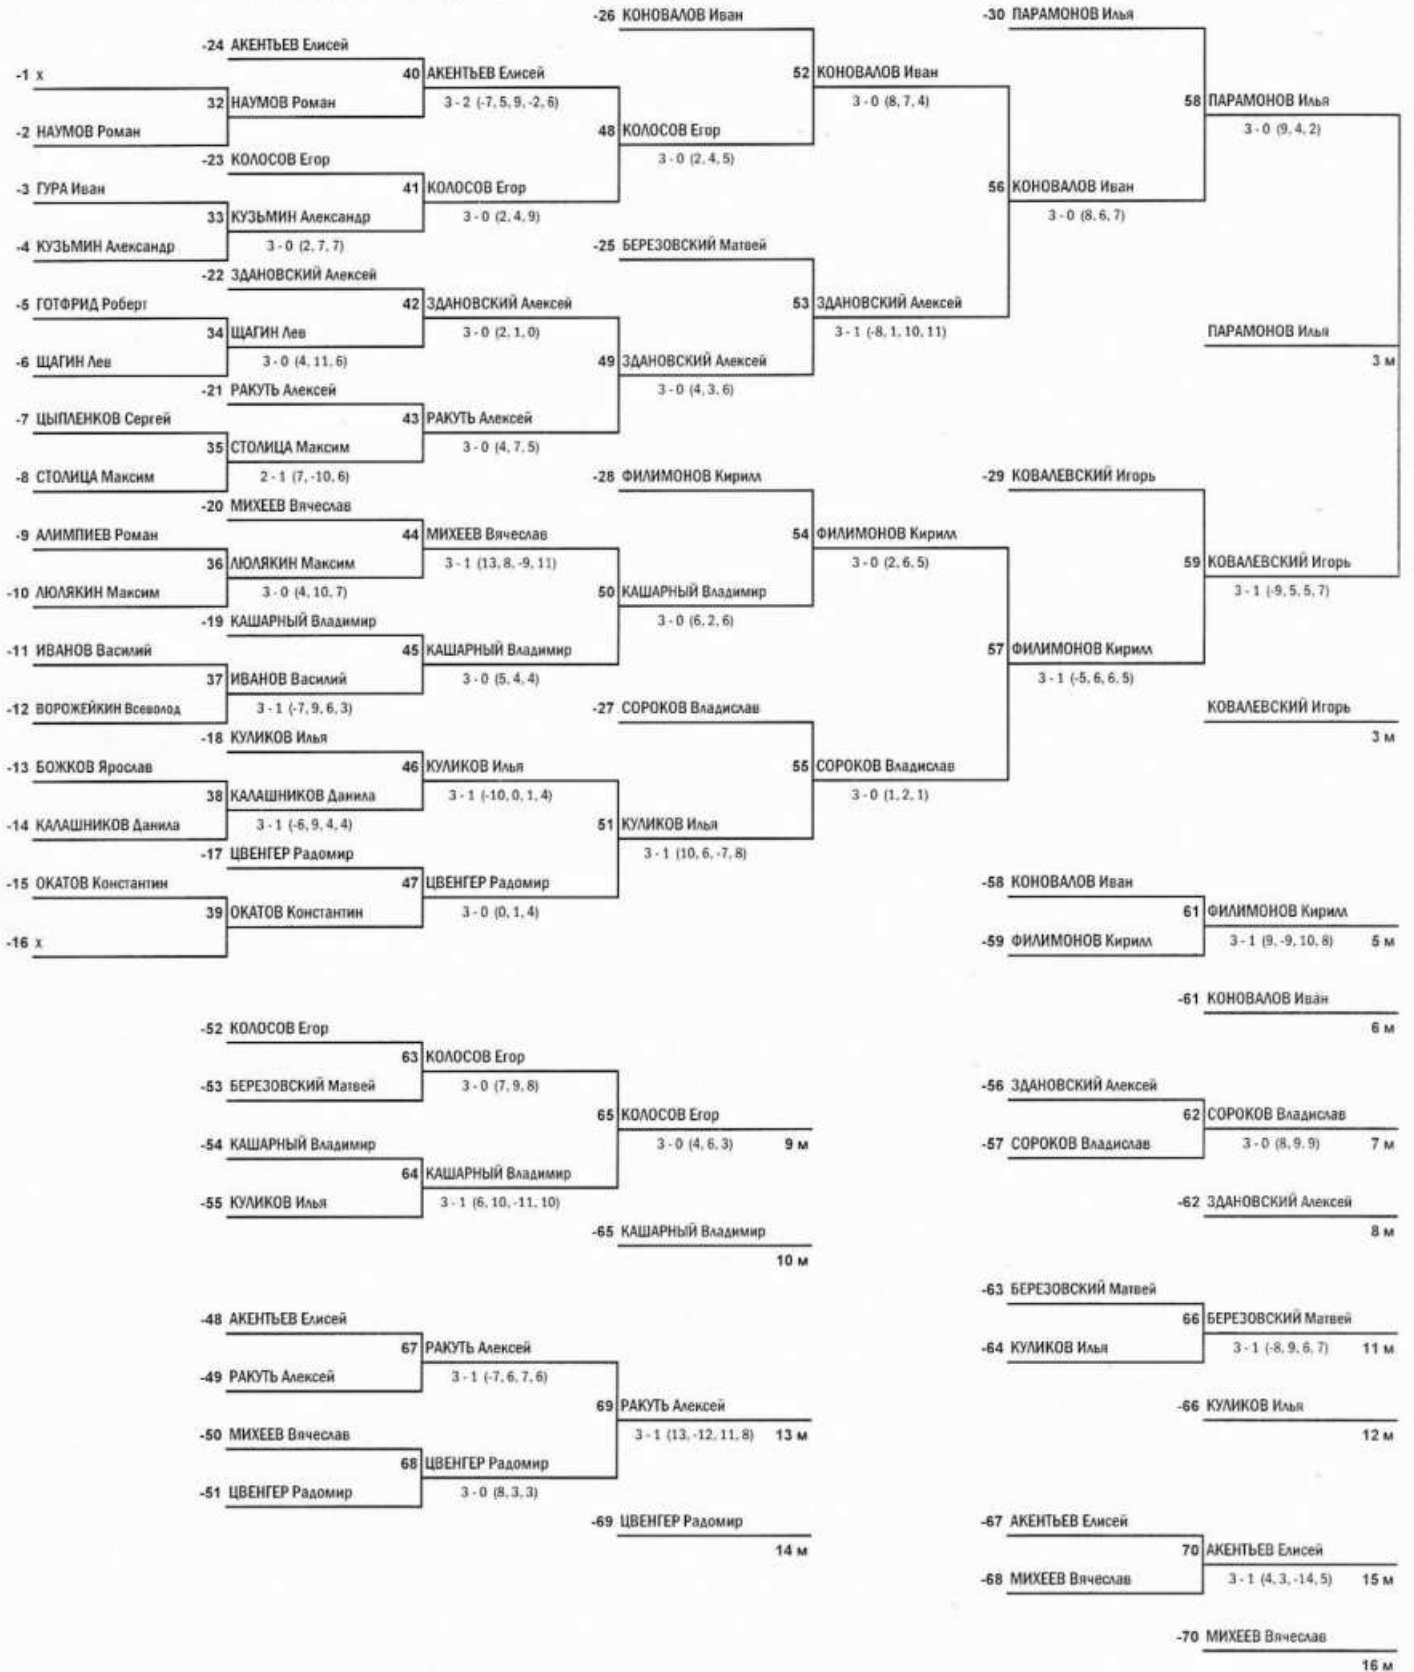 -26 КОНОВАЛОВ Иван
-30 ПАРАМОНОВ Илья
-24 АКЕНТЬЕВ Елисей
-1 х
40 АКЕНТЬЕВ Елисей
52 КОНОВАЛОВ Иван
32 НАУМОВ Роман
3 - 2 (-7, 5, 9, -2, 6)
3 - 0 (8, 7, 4)
58 ПАРАМОНОВ Илья
-2 НАУМОВ Роман
48 КОЛОСОВ Егор
3 - 0 (9, 4, 2)
-23 КОЛОСОВ Егор
3 - 0 (2, 4, 5)
-3 ГУРА Иван
41 КОЛОСОВ Егор
56 КОНОВАЛОВ Иван
33 КУЗЬМИН Александр
3 - 0 (2, 4, 9)
3 - 0 (8, 6, 7)
-4 КУЗЬМИН Александр
3 - 0 (2, 7, 7)
-25 БЕРЕЗОВСКИЙ Матвей
-22 ЗДАНОВСКИЙ Алексей
-5 ГОТФРИД Роберт
42 ЗДАНОВСКИЙ Алексей
53 ЗДАНОВСКИЙ Алексей
34 ЩАГИН Лев
3 - 0 (2, 1, 0)
3 - 1 (-8, 1, 10, 11)
ПАРАМОНОВ Илья
-6 ЩАГИН Лев
3 - 0 (4, 11, 6)
49 ЗДАНОВСКИЙ Алексей
3 м
-21 РАКУТЬ Алексей
3 - 0 (4, 3, 6)
-7 ЦЫПЛЕНКОВ Сергей
43 РАКУТЬ Алексей
35 СТОЛИЦА Максим
3 - 0 (4, 7, 5)
-8 СТОЛИЦА Максим
2 - 1 (7, -10, 6)
-28 ФИЛИМОНОВ Кирилл
-29 КОВАЛЕВСКИЙ Игорь
-20 МИХЕЕВ Вячеслав
-9 АЛИМПИЕВ Роман
44 МИХЕЕВ Вячеслав
54 ФИЛИМОНОВ Кирилл
36 ЛЮЛЯКИН Максим
3 - 1 (13, 8, -9, 11)
3 - 0 (2, 6, 5)
59 КОВАЛЕВСКИЙ Игорь
-10 ЛЮЛЯКИН Максим
3 - 0 (4, 10, 7)
50 КАШАРНЫЙ Владимир
3 - 1 (-9, 5, 5, 7)
-19 КАШАРНЫЙ Владимир
3 - 0 (6, 2, 6)
-11 ИВАНОВ Василий
45 КАШАРНЫЙ Владимир
57 ФИЛИМОНОВ Кирилл
37 ИВАНОВ Василий
3 - 0 (5, 4, 4)
3 - 1 (-5, 6, 6, 5)
-12 ВОРОЖЕЙКИН Всеволод
3 - 1 (-7, 9, 6, 3)
-27 СОРОКОВ Владислав
КОВАЛЕВСКИЙ Игорь
-18 КУЛИКОВ Илья
3 м
-13 БОЖКОВ Ярослав
46 КУЛИКОВ Илья
55 СОРОКОВ Владислав
38 КАЛАШНИКОВ Данила
3 - 1 (-10, 0, 1, 4)
3 - 0 (1, 2, 1)
-14 КАЛАШНИКОВ Данила
3 - 1 (-6, 9, 4, 4)
51 КУЛИКОВ Илья
-17 ЦВЕНГЕР Радомир
3 - 1 (10, 6, -7, 8)
-15 ОКАТОВ Константин
47 ЦВЕНГЕР Радомир
-58 КОНОВАЛОВ Иван
39 ОКАТОВ Константин
3 - 0 (0, 1, 4)
61 ФИЛИМОНОВ Кирилл
-16 х
-59 ФИЛИМОНОВ Кирилл
3 - 1 (9, -9, 10, 8) 5 м
-61 КОНОВАЛОВ Иван
6 м
-52 КОЛОСОВ Егор
63 КОЛОСОВ Егор
-53 БЕРЕЗОВСКИЙ Матвей
3 - 0 (7, 9, 8)
-56 ЗДАНОВСКИЙ Алексей
65 КОЛОСОВ Егор
62 СОРОКОВ Владислав
-54 КАШАРНЫЙ Владимир
3 - 0 (4, 6, 3) 9 м
-57 СОРОКОВ Владислав
3 - 0 (8, 9, 9) 7 м
64 КАШАРНЫЙ Владимир
-55 КУЛИКОВ Илья
3 - 1 (6, 10, -11, 10)
-62 ЗДАНОВСКИЙ Алексей
-65 КАШАРНЫЙ Владимир
8 м
10 м
-63 БЕРЕЗОВСКИЙ Матвей
-48 АКЕНТЬЕВ Елисей
66 БЕРЕЗОВСКИЙ Матвей
67 РАКУТЬ Алексей
-64 КУЛИКОВ Илья
3 - 1 (-8, 9, 6, 7) 11 м
-49 РАКУТЬ Алексей
3 - 1 (-7, 6, 7, 6)
69 РАКУТЬ Алексей
-66 КУЛИКОВ Илья
-50 МИХЕЕВ Вячеслав
3 - 1 (13, -12, 11, 8) 13 м
12 м
68 ЦВЕНГЕР Радомир
-51 ЦВЕНГЕР Радомир
3 - 0 (8, 3, 3)
-69 ЦВЕНГЕР Радомир
-67 АКЕНТЬЕВ Елисей
14 м
70 АКЕНТЬЕВ Елисей
-68 МИХЕЕВ Вячеслав
3 - 1 (4, 3, -14, 5) 15 м
-70 МИХЕЕВ Вячеслав
16 м